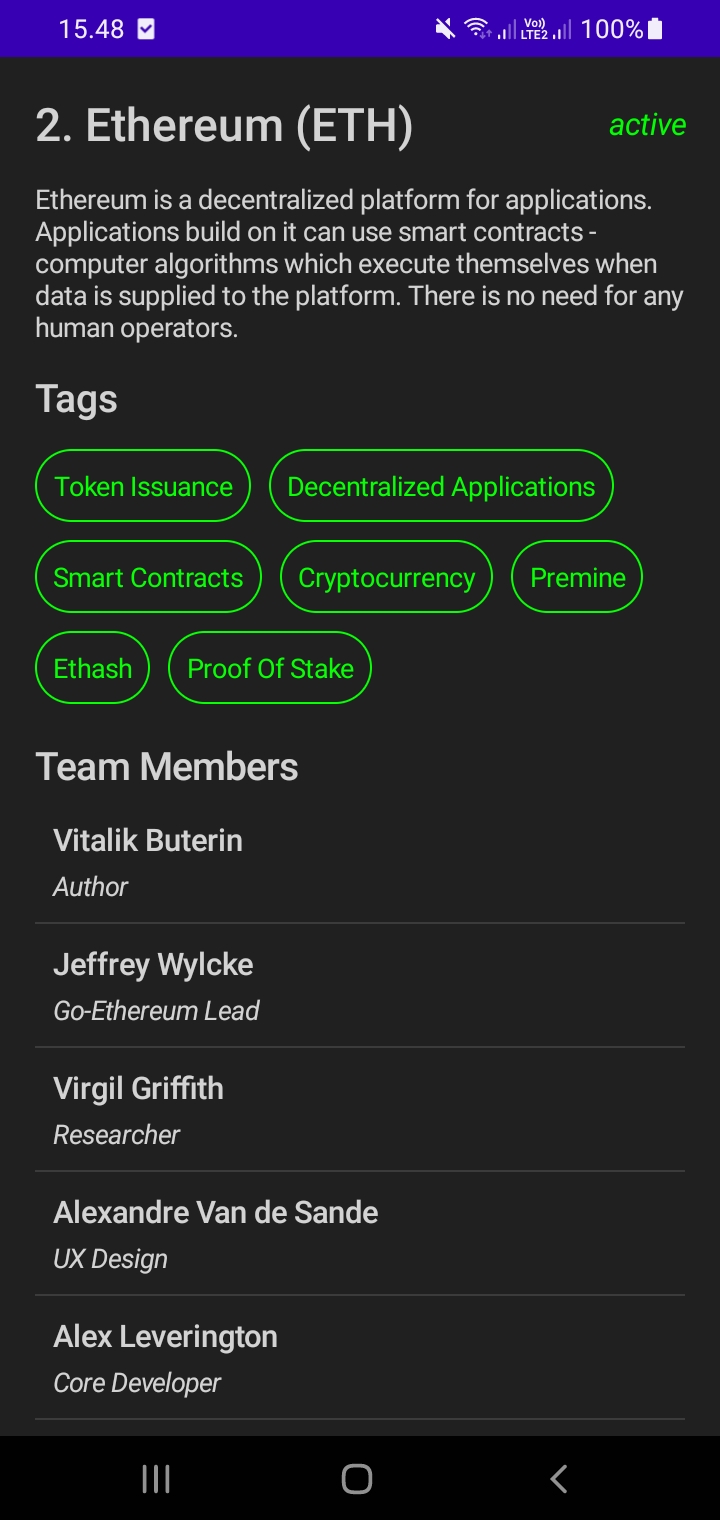 15.48
Vo))
LTE2
100%
2. Ethereum (ETH)
active
Ethereum is a decentralized platform for applications.
Applications build on it can use smart contracts -
computer algorithms which execute themselves when
data is supplied to the platform. There is no need for any
human operators.
Tags
Token Issuance
Decentralized Applications
Smart Contracts
Cryptocurrency
Premine
Ethash
Proof Of Stake
Team Members
Vitalik Buterin
Author
Jeffrey Wylcke
Go-Ethereum Lead
Virgil Griffith
Researcher
Alexandre Van de Sande
UX Design
Alex Leverington
Core Developer